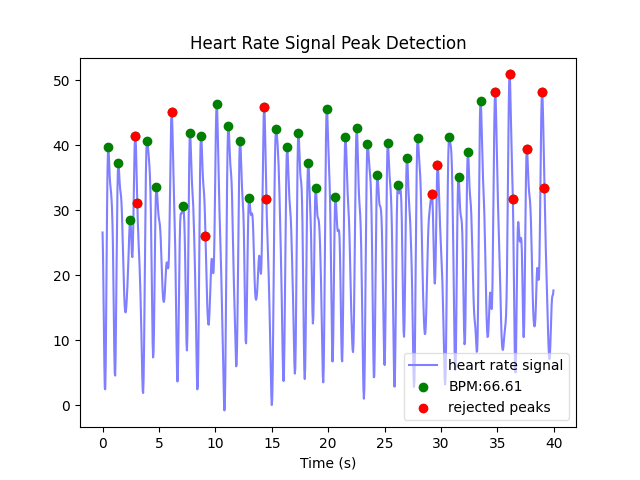 Heart Rate Signal Peak Detection
50
40
30
20
10
0
heart rate signal
BPM:66.61
rejected peaks
0 5 10 15 20 25 30 35 40
Time (s)